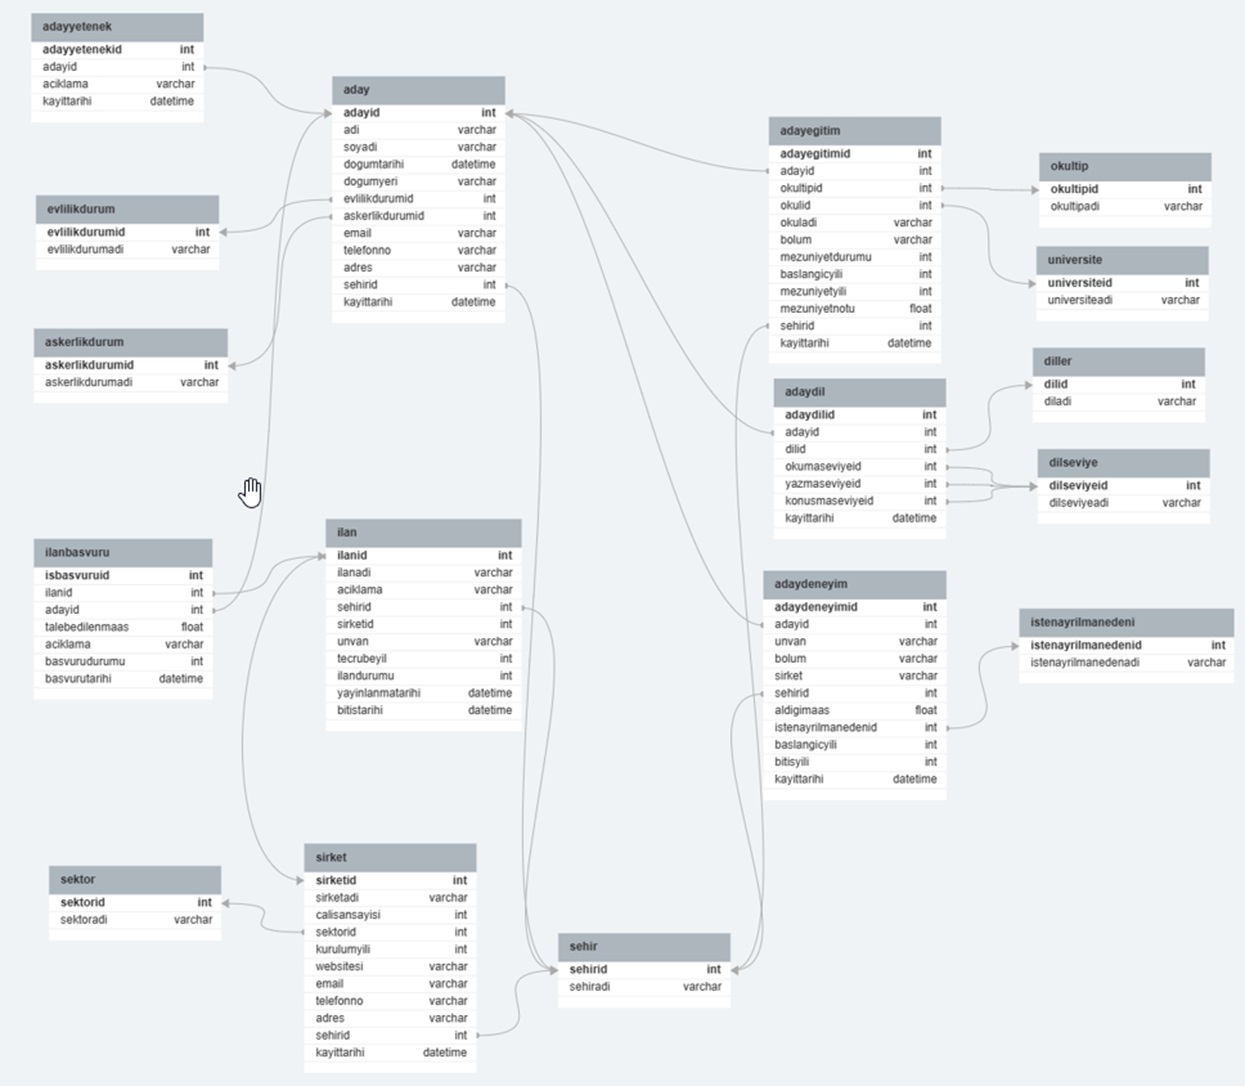 adayyetenek
adayyetenekid int
adayid int
aciklama varchar
kayittarihi datetime
aday
adayid int
adi varchar
soyadi varchar
dogumtarihi datetime
dogumyeri varchar
evlilikdurumid int
askerlikdurumid int
email varchar
telefonno varchar
adres varchar
sehirid int
kayittarihi datetime
evlilikdurum
evlilikdurumid int
evlilikdurumadi varchar
askerlikdurum
askerlikdurumid int
askerlikdurumadi varchar
adayegitim
adayegitimid int
adayid int
okultipid int
okulid int
okuladi varchar
bolum varchar
mezuniyetdurumu int
baslangicyili int
mezuniyetyili int
mezuniyetnotu float
sehirid int
kayittarihi datetime
okultip
okultipid int
okultipadi varchar
universite
universiteid int
universiteadi varchar
diller
dilid int
diladi varchar
adaydil
adaydilid int
adayid int
dilid int
okumaseviyeid int
yazmaseviyeid int
konusmaseviyeid int
kayittarihi datetime
dilseviye
dilseviyeid int
dilseviyeadi varchar
ilanbasvuru
isbasvuruid int
ilanid int
adayid int
talebedilenmaas float
aciklama varchar
basvurudurumu int
basvurutarihi datetime
ilan
ilanid int
ilanadi varchar
aciklama varchar
sehirid int
sirketid int
unvan varchar
tecrubeyil int
ilandurumu int
yayinlanmatarihi datetime
bitistarihi datetime
adaydeneyim
adaydeneyimid int
adayid int
unvan varchar
bolum varchar
sirket varchar
sehirid int
aldigimaas float
istenayrilmanedenid int
baslangicyili int
bitisyili int
kayittarihi datetime
istenayrilmanedeni
istenayrilmanedenid int
istenayrilmanedenadi varchar
sektor
sektorid int
sektoradi varchar
sirket
sirketid int
sirketadi varchar
calisansayisi int
sektorid int
kurulumyili int
websitesi varchar
email varchar
telefonno varchar
adres varchar
sehirid int
kayittarihi datetime
sehir
sehirid int
sehiradi varchar